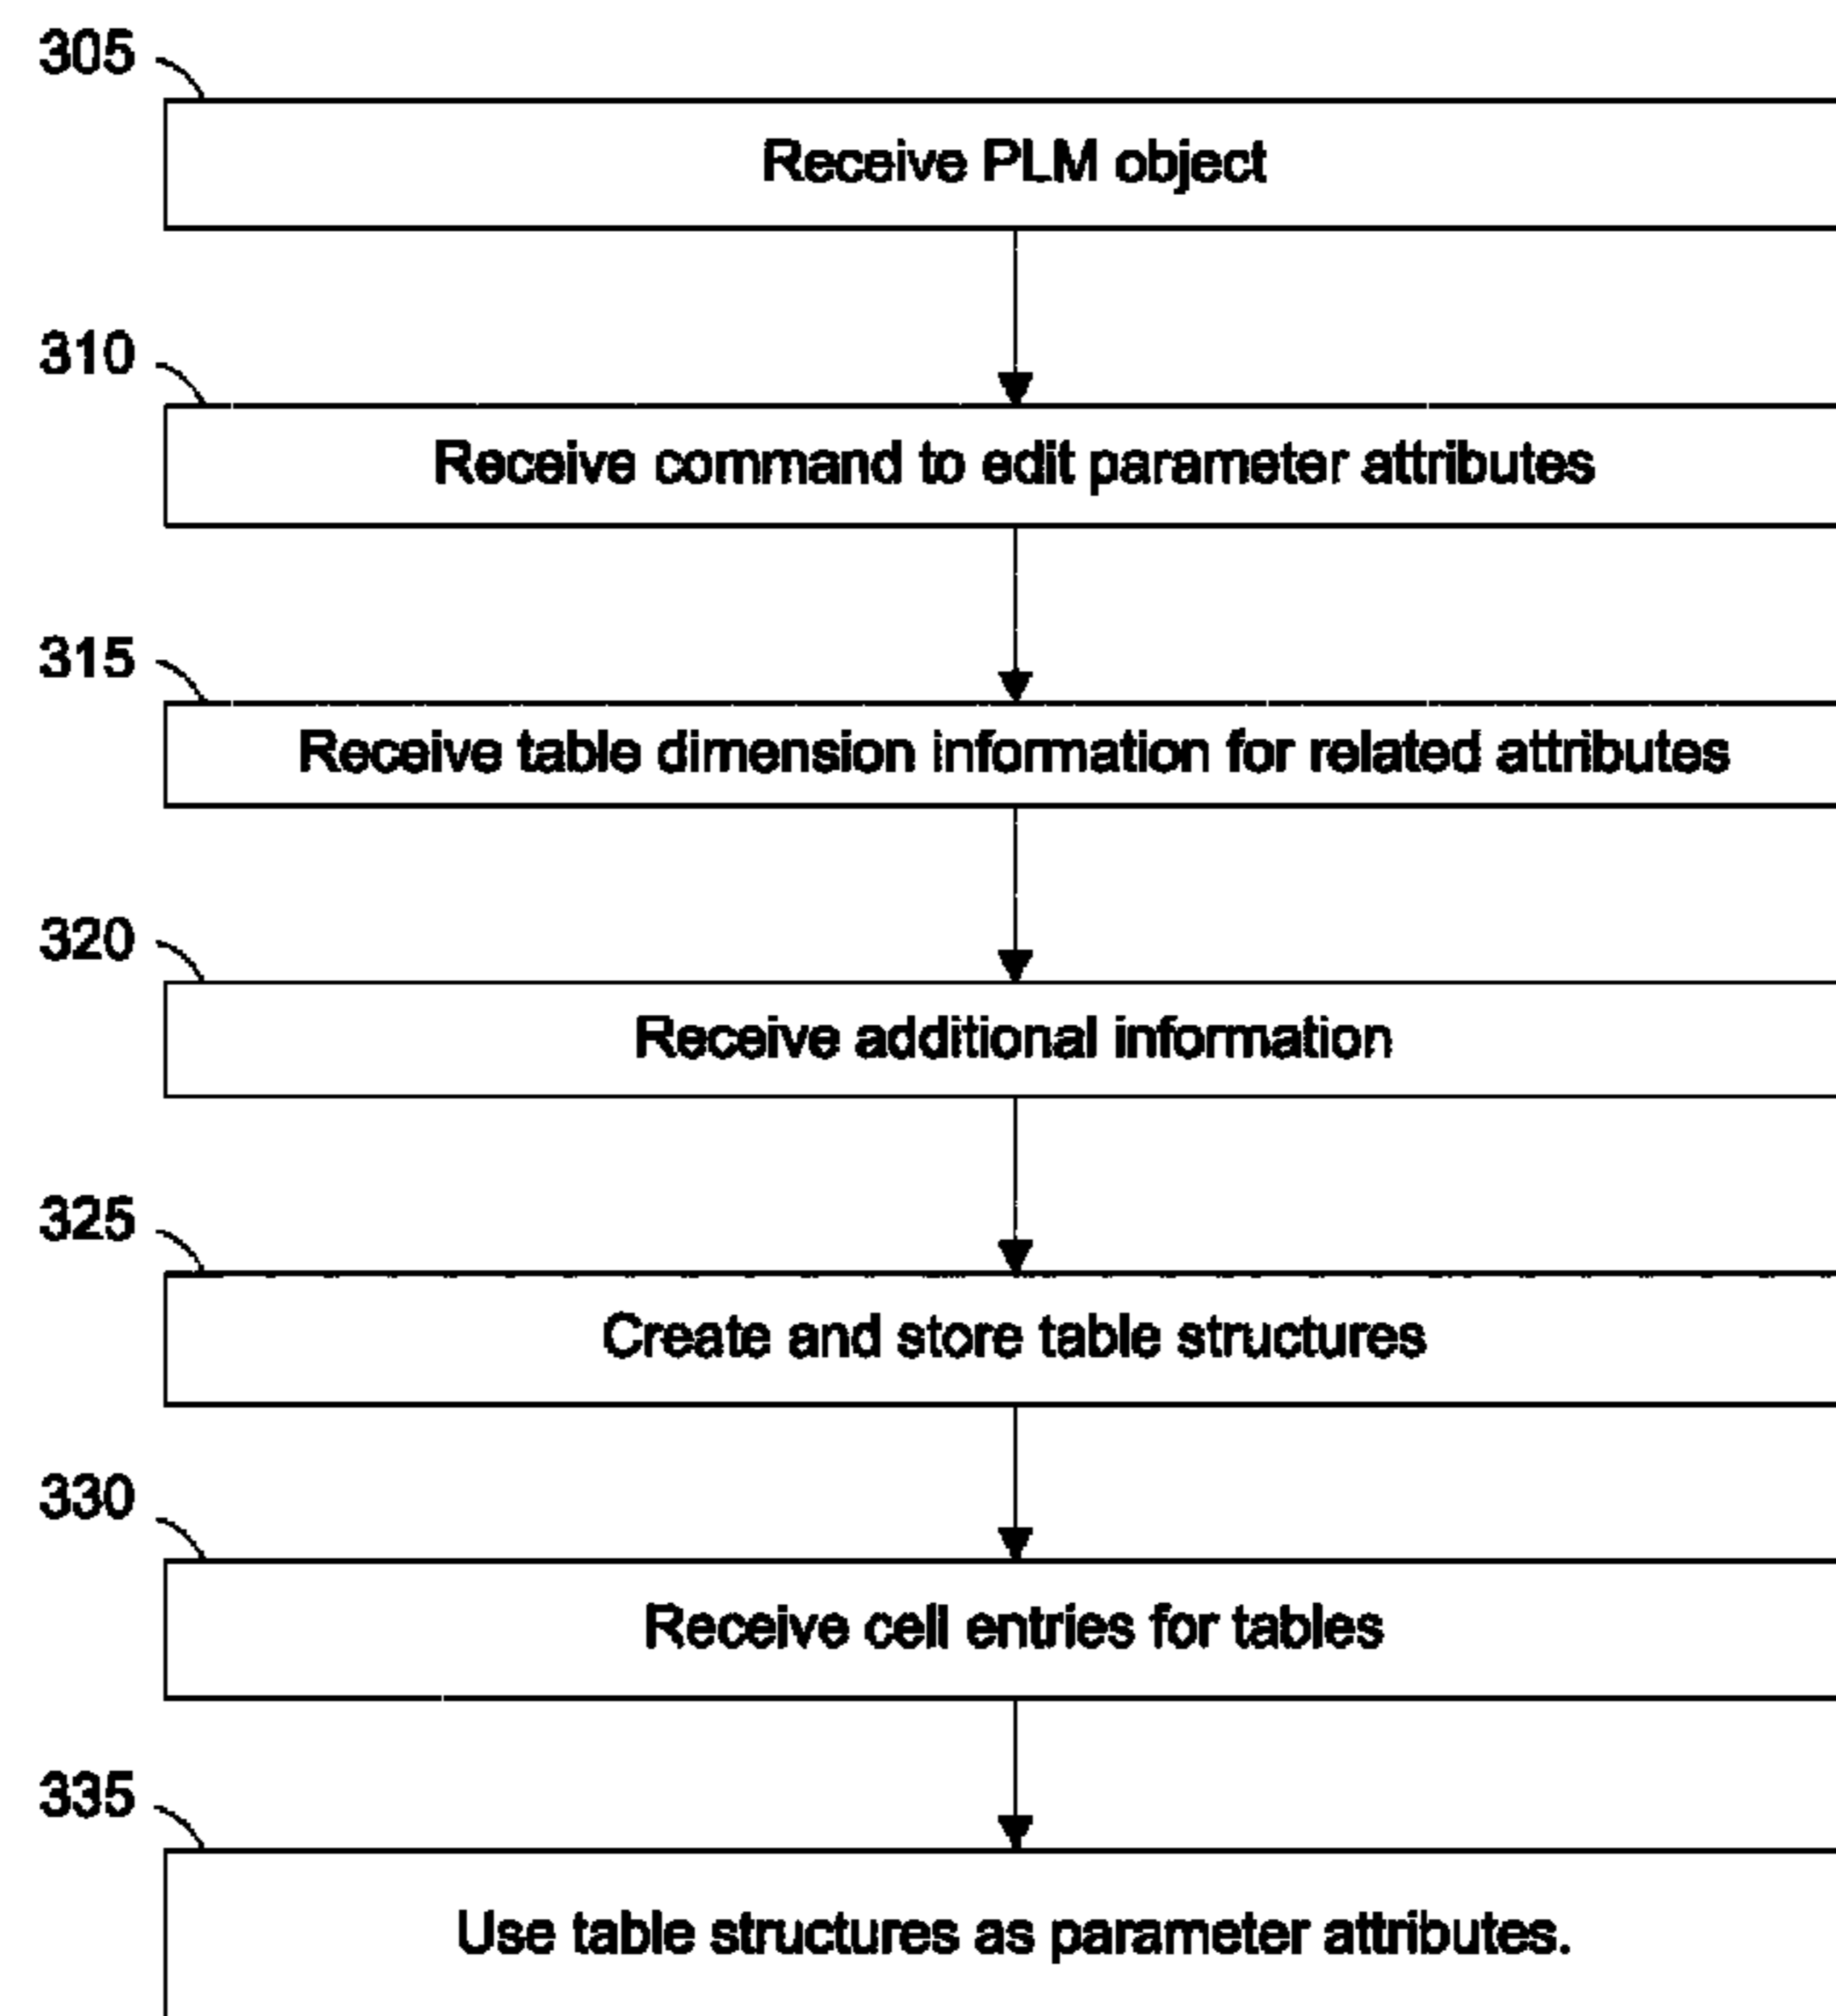 305
Receive PLM object
310
Receive command to edit parameter attributes
315
Receive table dimension information for related attributes
320
Receive additional information
325
Create and store table structures
330
Receive cell entries for tables
335
Use table structures as parameter attributes.